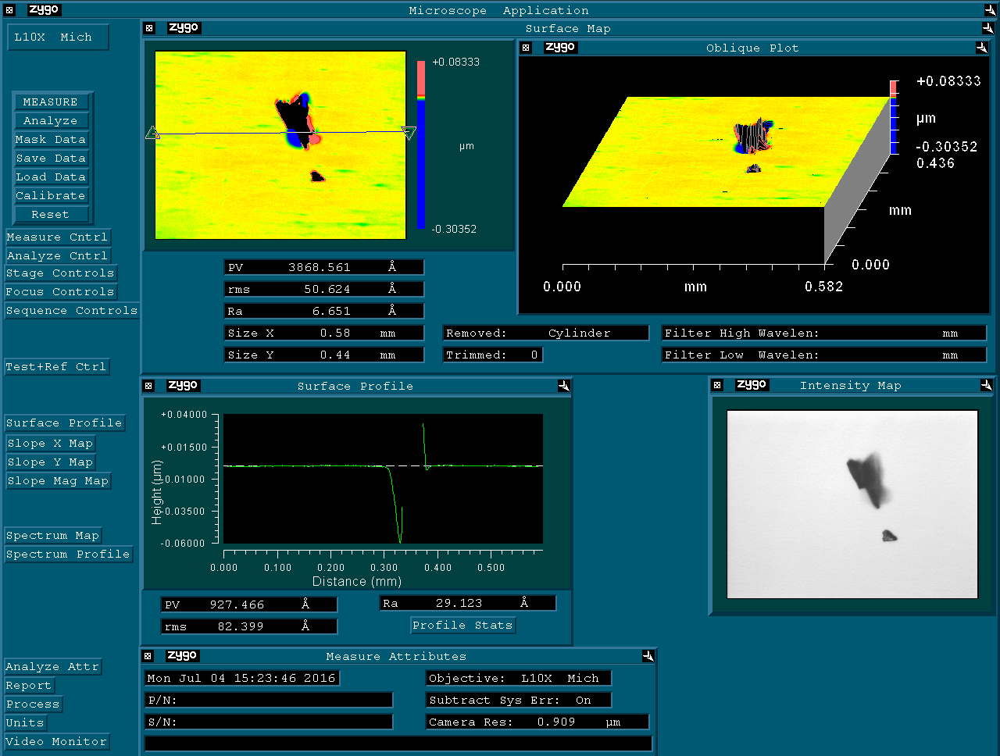 zygo Microscope Application
L10X Mich
MEASURE
Analyze
Mask Data
Save Data
Load Data
Calibrate
Reset
Measure Cntrl
Analyze Cntrl
Stage Controls
Focus Controls
Sequence Controls
Test+Ref Ctrl
Surface Profile
Slope X Map
Slope Y Map
Slope Mag Map
Spectrum Map
Spectrum Profile
Analyze Attr
Report
Process
Units
Video Monitor
zygo Surface Map
+0.08333
µm
-0.30352
zygo Oblique Plot
+0.08333
µm
-0.30352
0.436
mm
0.000
0.000 mm 0.582
PV 3868.561 Å
rms 50.624 Å
Ra 6.651 Å
Size X 0.58 mm
Size Y 0.44 mm
Removed: Cylinder
Trimmed: 0
Filter High Wavelen: mm
Filter Low Wavelen: mm
zygo Surface Profile
+0.04000
+0.01500
-0.01000
-0.03500
-0.06000
Height (µm)
0.000 0.100 0.200 0.300 0.400 0.500
Distance (mm)
PV 927.466 Å
rms 82.399 Å
Ra 29.123 Å
Profile Stats
zygo Intensity Map
zygo Measure Attributes
Mon Jul 04 15:23:46 2016
P/N:
S/N:
Objective: L10X Mich
Subtract Sys Err: On
Camera Res: 0.909 µm